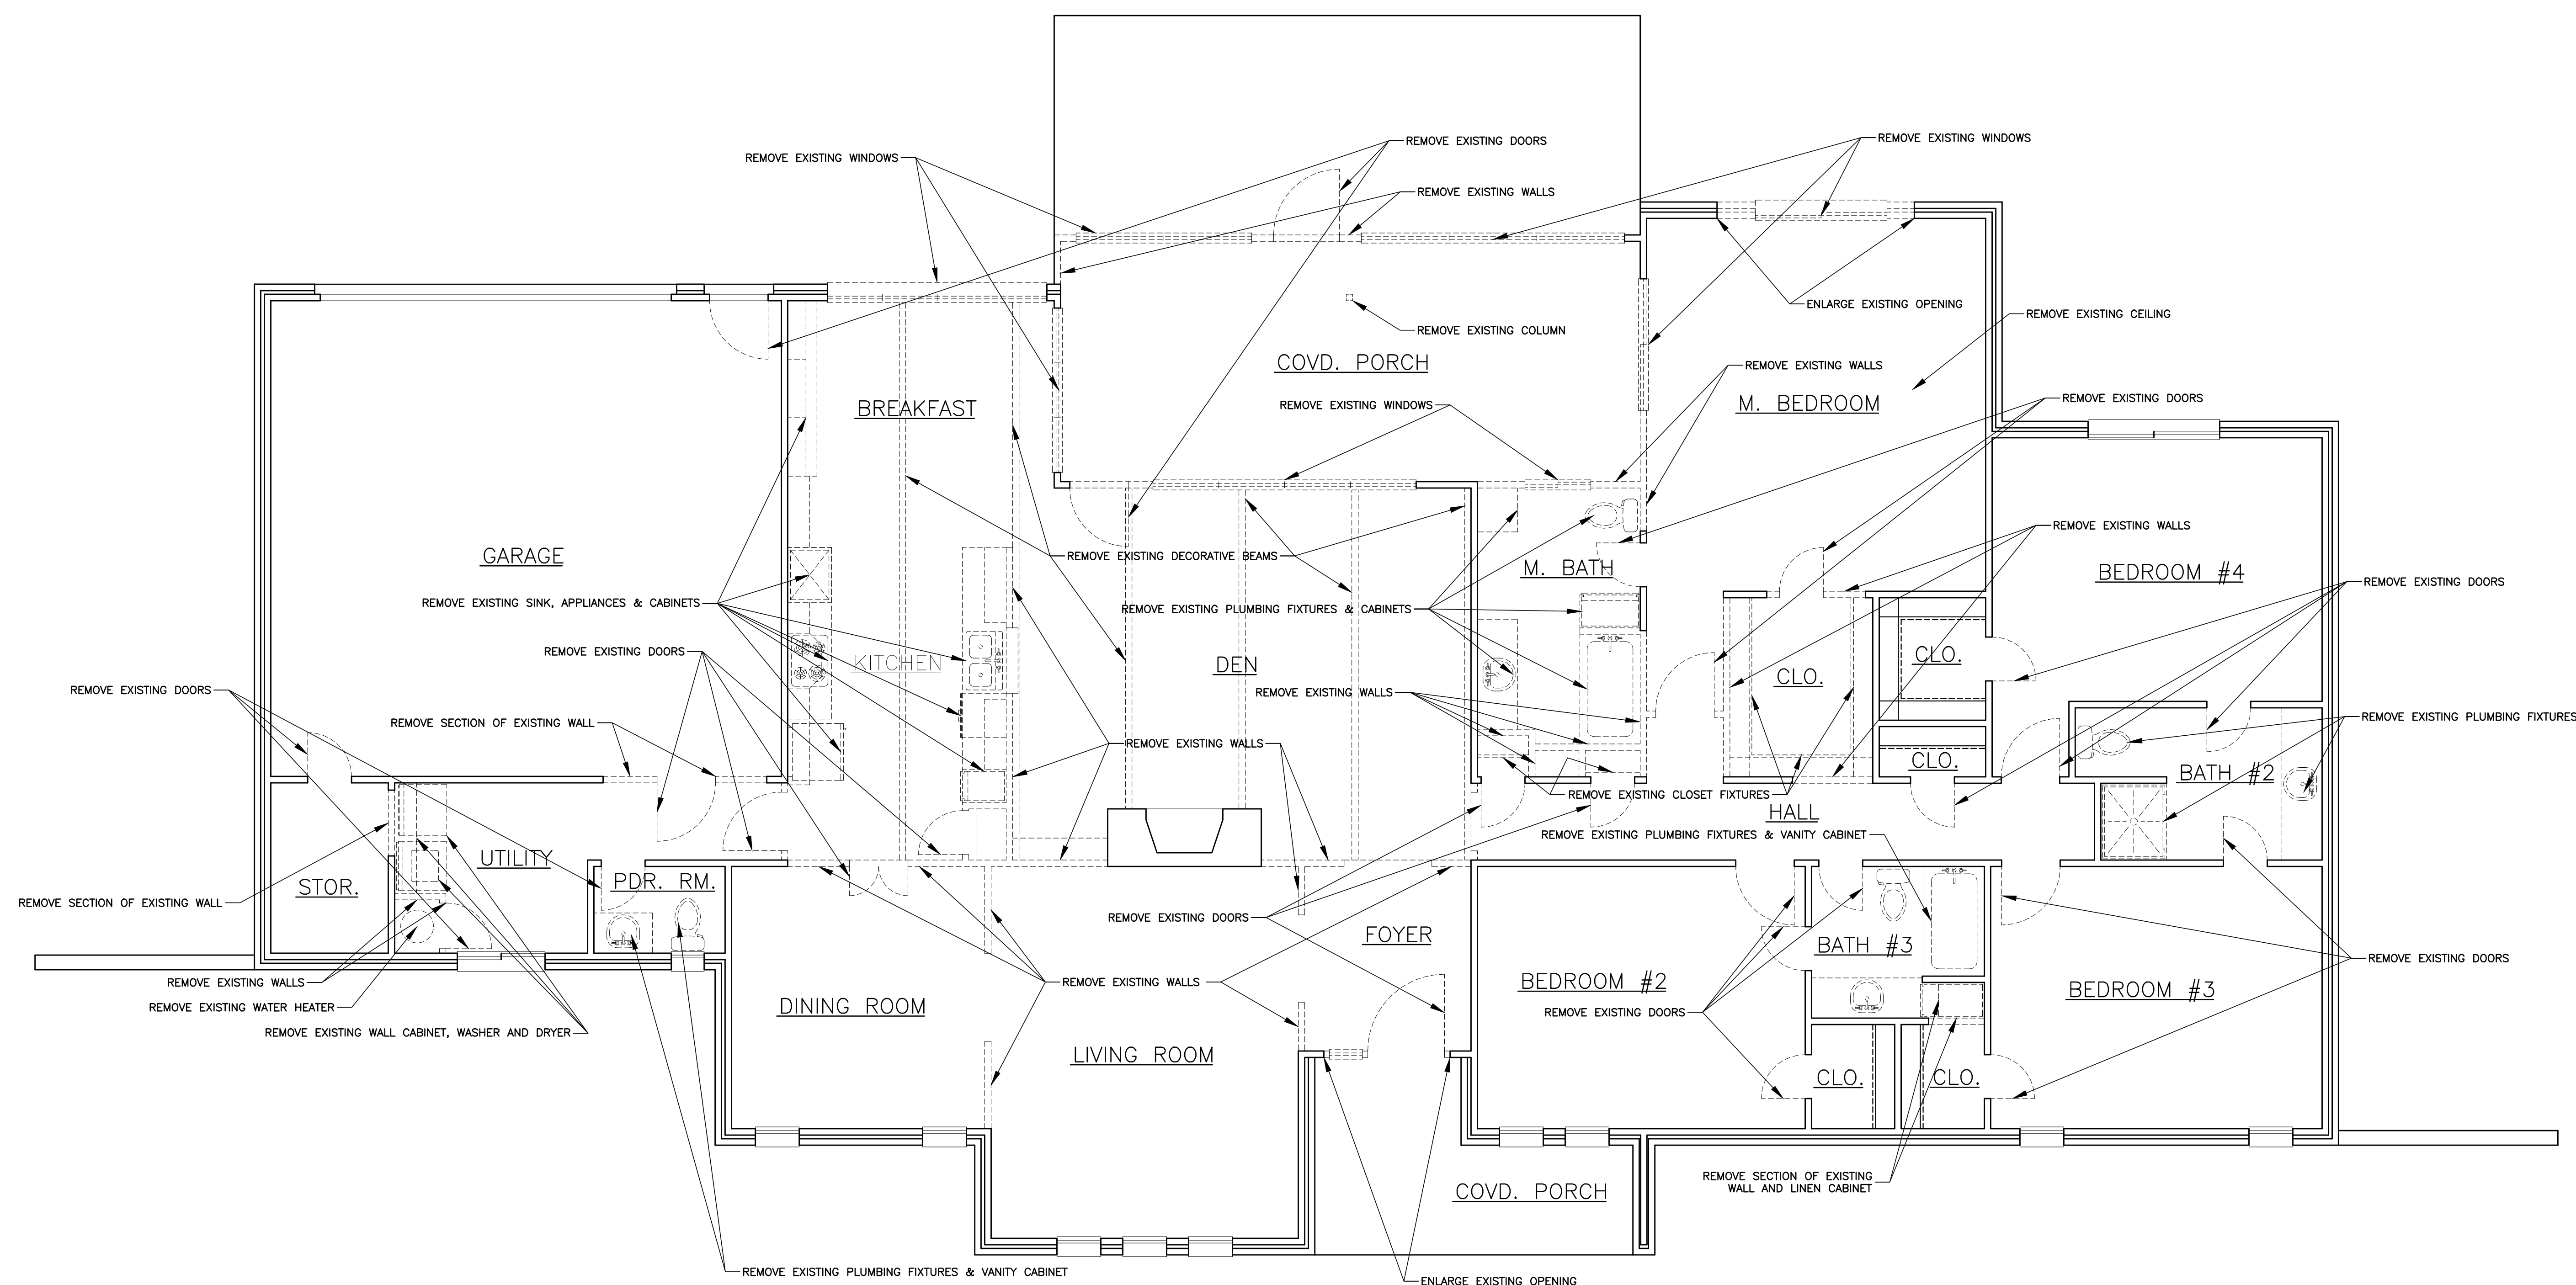 REMOVE EXISTING DOORS
REMOVE EXISTING WINDOWS
REMOVE EXISTING WINDOWS
REMOVE EXISTING WALLS
ENLARGE EXISTING OPENING
REMOVE EXISTING CEILING
REMOVE EXISTING COLUMN
COVD. PORCH
REMOVE EXISTING WALLS
REMOVE EXISTING DOORS
M. BEDROOM
REMOVE EXISTING WINDOWS
BREAKFAST
REMOVE EXISTING WALLS
GARAGE
REMOVE EXISTING DECORATIVE BEAMS
M. BATH
BEDROOM #4
REMOVE EXISTING DOORS
REMOVE EXISTING SINK, APPLIANCES & CABINETS
REMOVE EXISTING PLUMBING FIXTURES & CABINETS
REMOVE EXISTING DOORS
KITCHEN
DEN
CLO.
CLO.
REMOVE EXISTING DOORS
REMOVE EXISTING WALLS
REMOVE SECTION OF EXISTING WALL
REMOVE EXISTING PLUMBING FIXTURES
REMOVE EXISTING WALLS
CLO.
BATH #2
REMOVE EXISTING CLOSET FIXTURES
HALL
REMOVE EXISTING PLUMBING FIXTURES & VANITY CABINET
UTILITY
STOR.
PDR. RM.
REMOVE SECTION OF EXISTING WALL
REMOVE EXISTING DOORS
FOYER
BATH #3
REMOVE EXISTING DOORS
REMOVE EXISTING WALLS
REMOVE EXISTING WALLS
BEDROOM #2
BEDROOM #3
REMOVE EXISTING WATER HEATER
DINING ROOM
REMOVE EXISTING DOORS
REMOVE EXISTING WALL CABINET, WASHER AND DRYER
LIVING ROOM
CLO.
CLO.
REMOVE SECTION OF EXISTING
WALL AND LINEN CABINET
COVD. PORCH
REMOVE EXISTING PLUMBING FIXTURES & VANITY CABINET
ENLARGE EXISTING OPENING